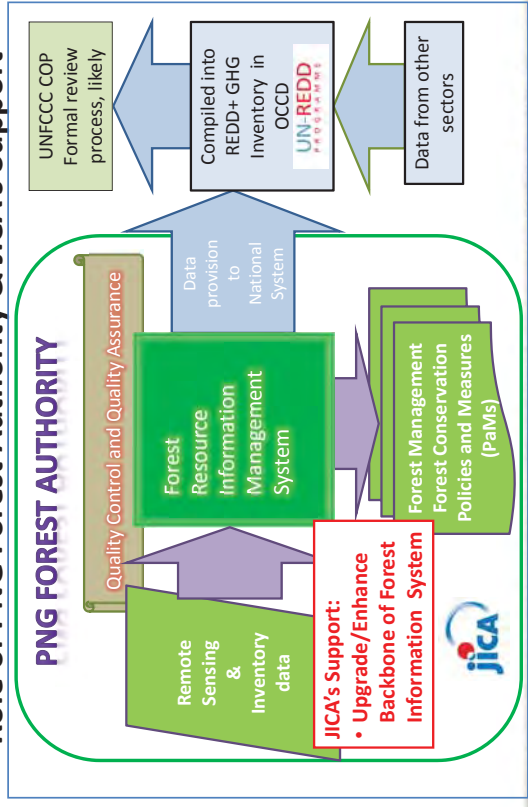 PNG FOREST AUTHORITY
Quality Control and Quality Assurance
Remote
Sensing
&
Inventory
data
Forest
Resource
Information
Management
System
Data
provision
to
National
System
JICA's Support:
• Upgrade/Enhance
Backbone of Forest
Information System
jICA
Forest Management
Forest Conservation
Policies and Measures
(PaMs)
UNFCCC COP
Formal review
process, likely
Compiled into
REDD+ GHG
Inventory in
OCCD
UN-REDD
PROGRAMME
Data from other
sectors